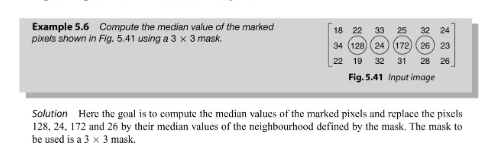 Example 5.6 Compute the median value of the marked
pixels shown in Fig. 5.41 using a 3 × 3 mask.
18 22 33 25 32 24
34 128 24 172 26 23
22 19 32 31 28 26
Fig. 5.41 Input image
Solution Here the goal is to compute the median values of the marked pixels and replace the pixels
128, 24, 172 and 26 by their median values of the neighbourhood defined by the mask. The mask to
be used is a 3 × 3 mask.